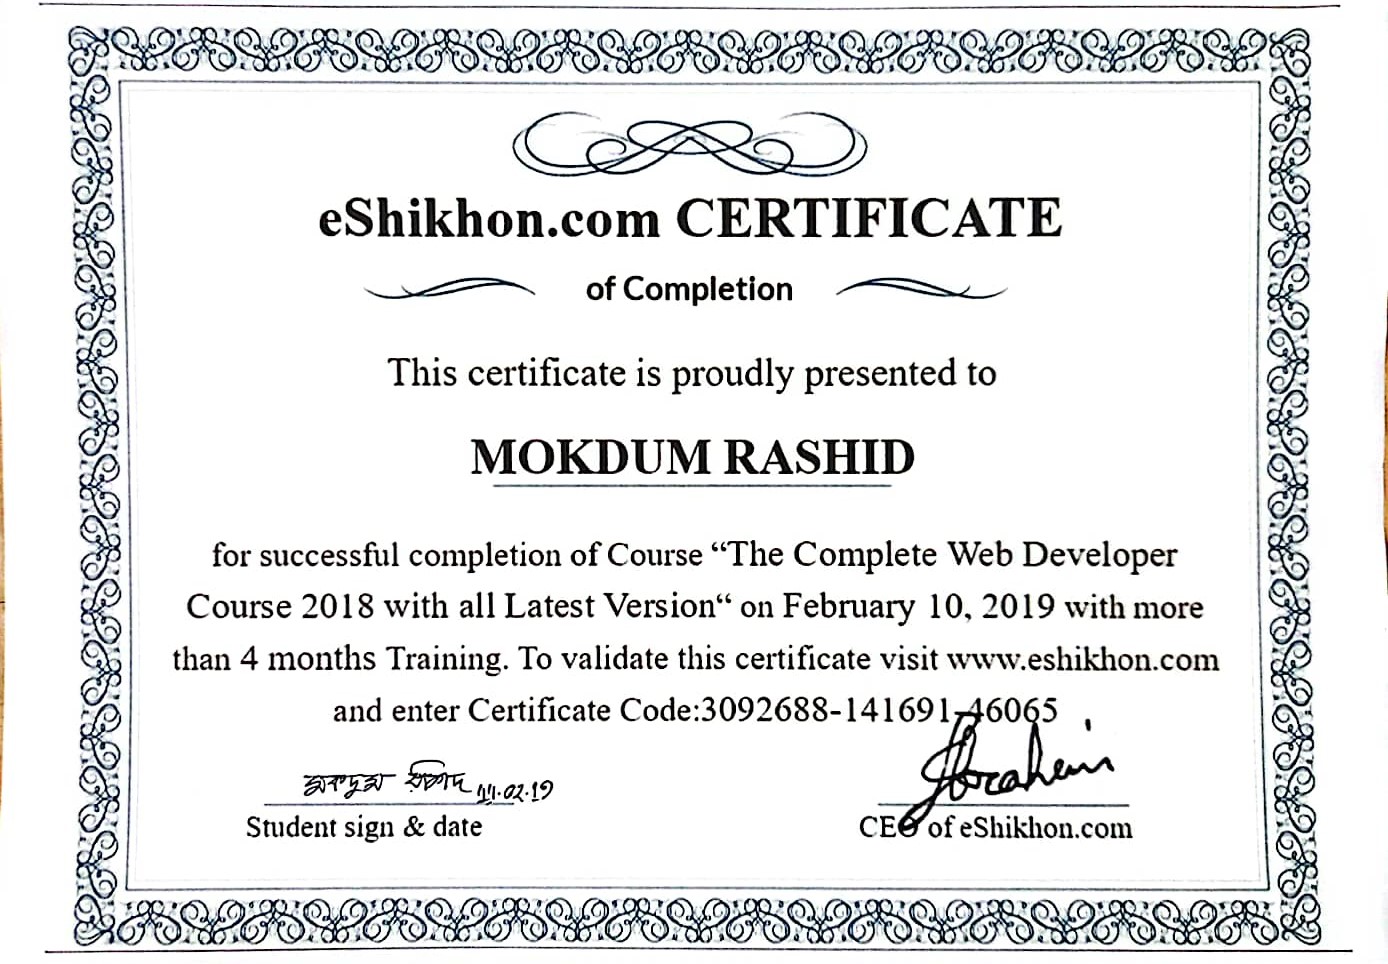 eShikhon.com CERTIFICATE
of Completion
This certificate is proudly presented to
MOKDUM RASHID
for successful completion of Course “The Complete Web Developer
Course 2018 with all Latest Version“ on February 10, 2019 with more
than 4 months Training. To validate this certificate visit www.eshikhon.com
and enter Certificate Code:3092688-141691-46065
মকদুম রশিদ 11.02.19
Ibrahim
Student sign & date
CEO of eShikhon.com